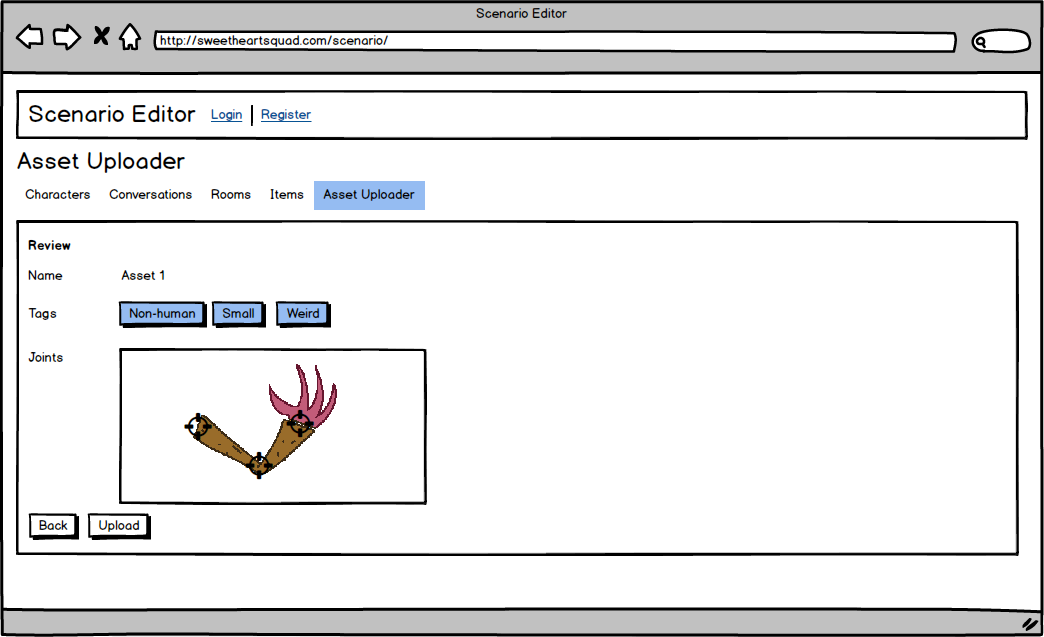 Scenario Editor
http://sweetheartsquad.com/scenario/
Scenario Editor Login Register
Asset Uploader
Characters Conversations Rooms Items Asset Uploader
Review
Name Asset 1
Tags Non-human Small Weird
Joints
Back Upload